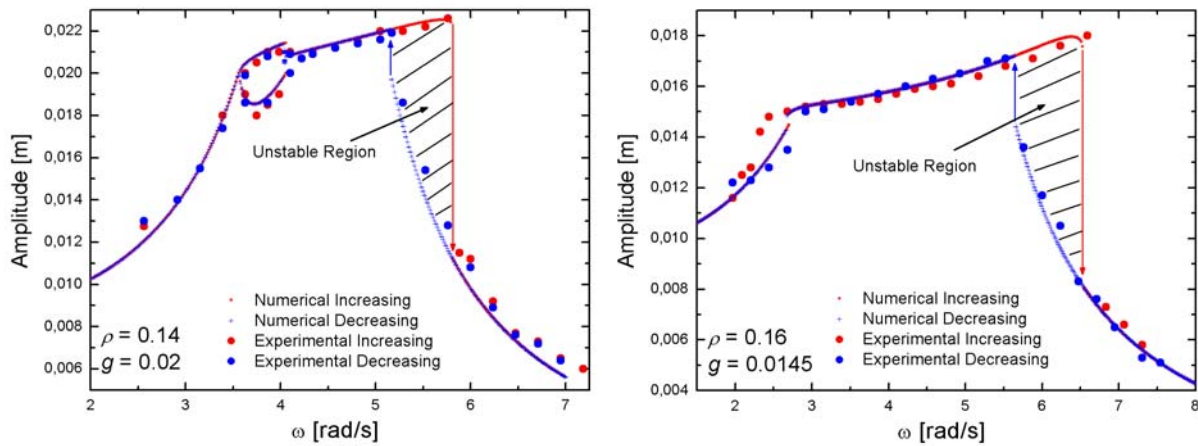 0,022
0,020
0,018
0,016
0,014
0,012
0,010
0,008
0,006
Amplitude [m]
Unstable Region
Numerical Increasing
Numerical Decreasing
Experimental Increasing
Experimental Decreasing
ρ = 0.14
g = 0.02
2 3 4 5 6 7
ω [rad/s]
0,018
0,016
0,014
0,012
0,010
0,008
0,006
0,004
Amplitude [m]
Unstable Region
Numerical Increasing
Numerical Decreasing
Experimental Increasing
Experimental Decreasing
ρ = 0.16
g = 0.0145
2 3 4 5 6 7 8
ω [rad/s]